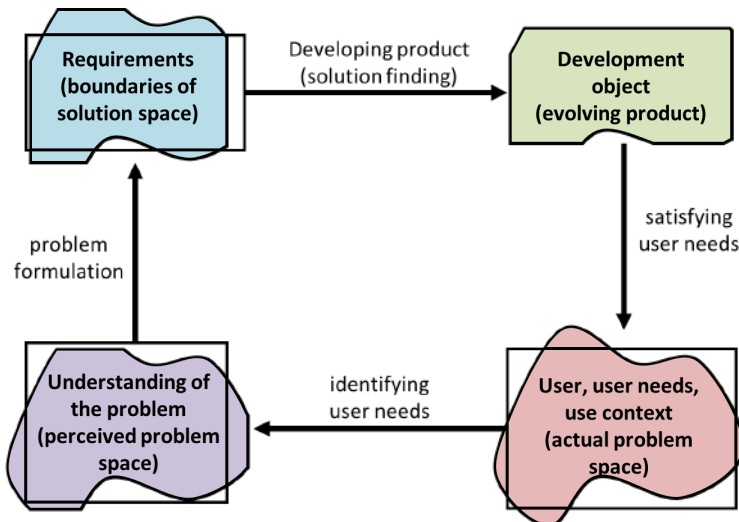 Requirements
(boundaries of
solution space)
Developing product
(solution finding)
Development
object
(evolving product)
problem
formulation
satisfying
user needs
Understanding of
the problem
(perceived problem
space)
identifying
user needs
User, user needs,
use context
(actual problem
space)